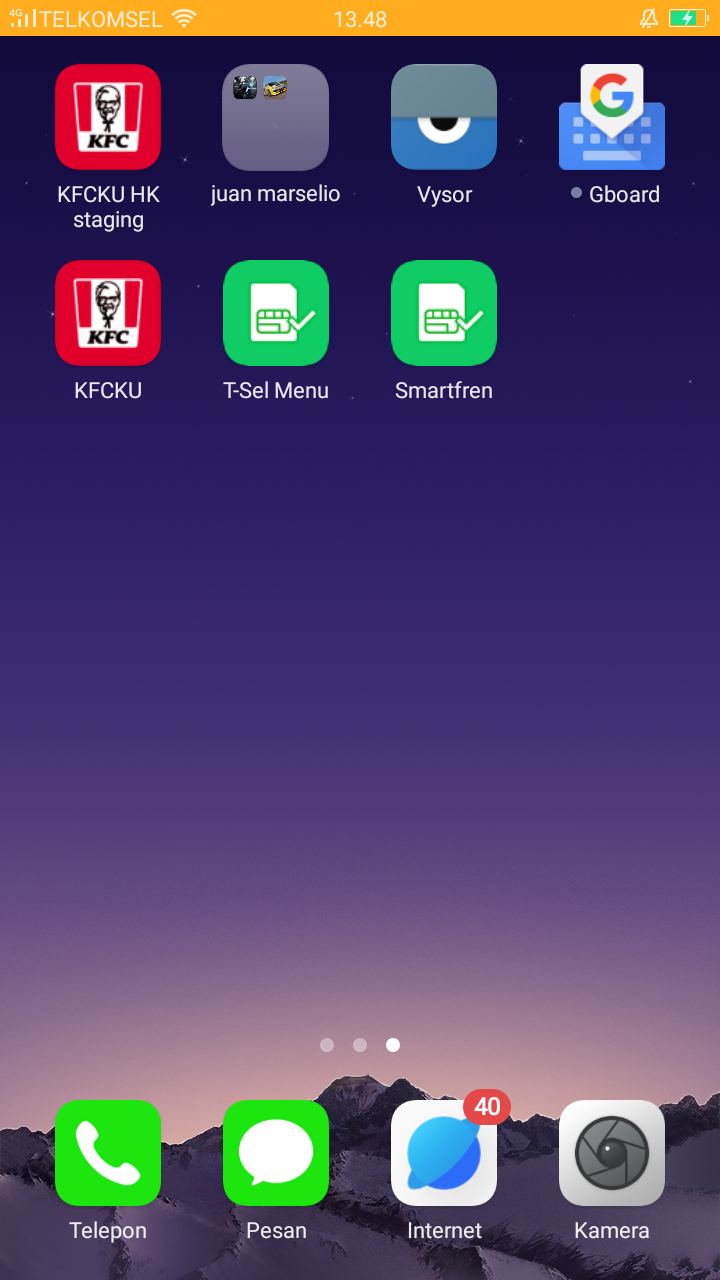 4G TELKOMSEL 13.48
KFC
KFCKU HK
staging
juan marselio
Vysor
G
Gboard
KFC
KFCKU
T-Sel Menu
Smartfren
40
Telepon
Pesan
Internet
Kamera